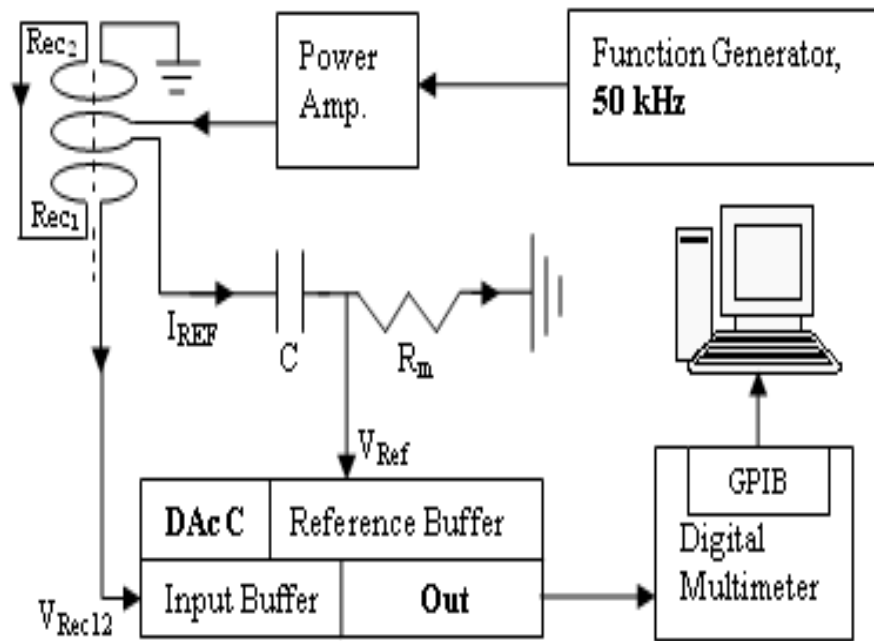 Rec2
Power
Amp.
Function Generator,
50 kHz
Rec1
IREF
C
Rm
VRef
GPIB
Digital
Multimeter
DAc C
Reference Buffer
Input Buffer
Out
VRec12